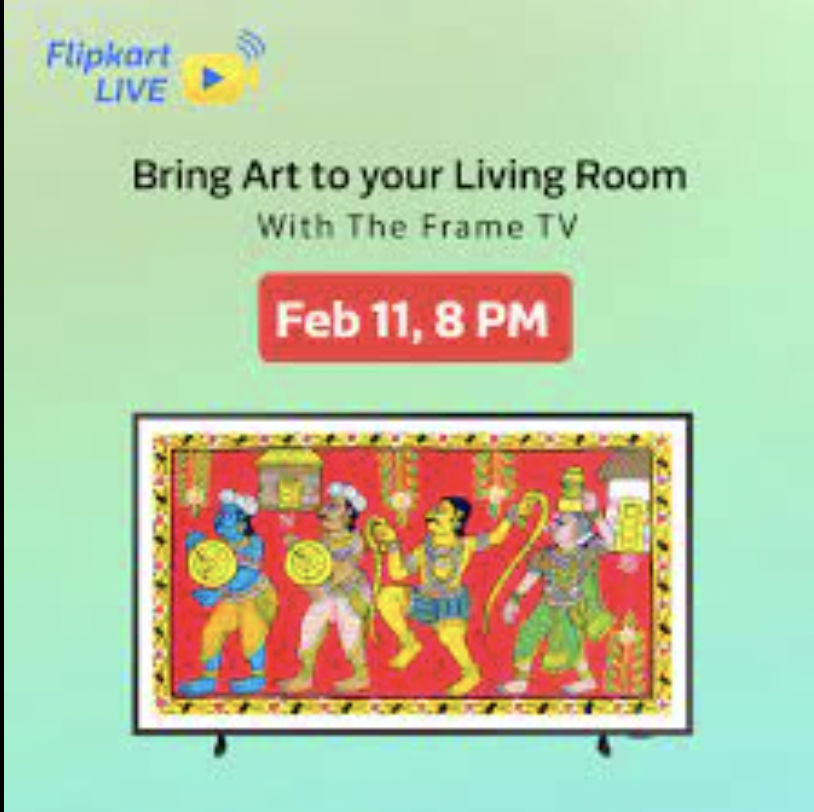 Flipkart
LIVE
Bring Art to your Living Room
With The Frame TV
Feb 11, 8 PM